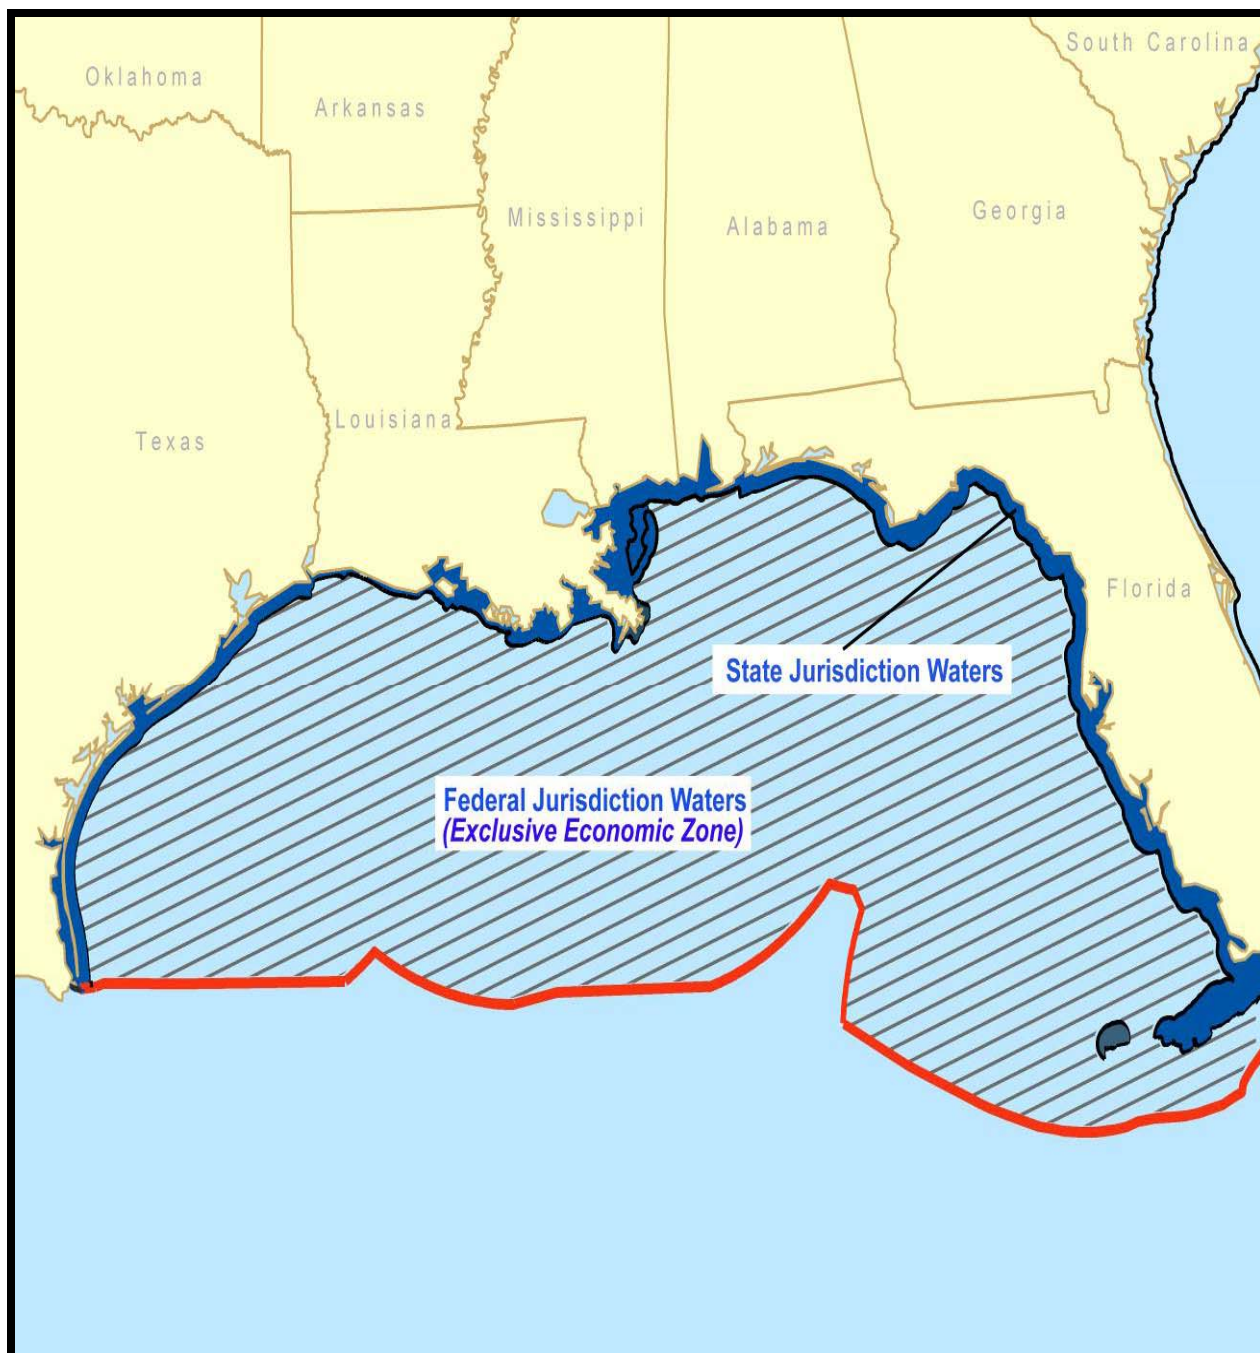 South Carolina
Oklahoma
Arkansas
Mississippi
Alabama
Georgia
Louisiana
Texas
Florida
State Jurisdiction Waters
Federal Jurisdiction Waters
(Exclusive Economic Zone)